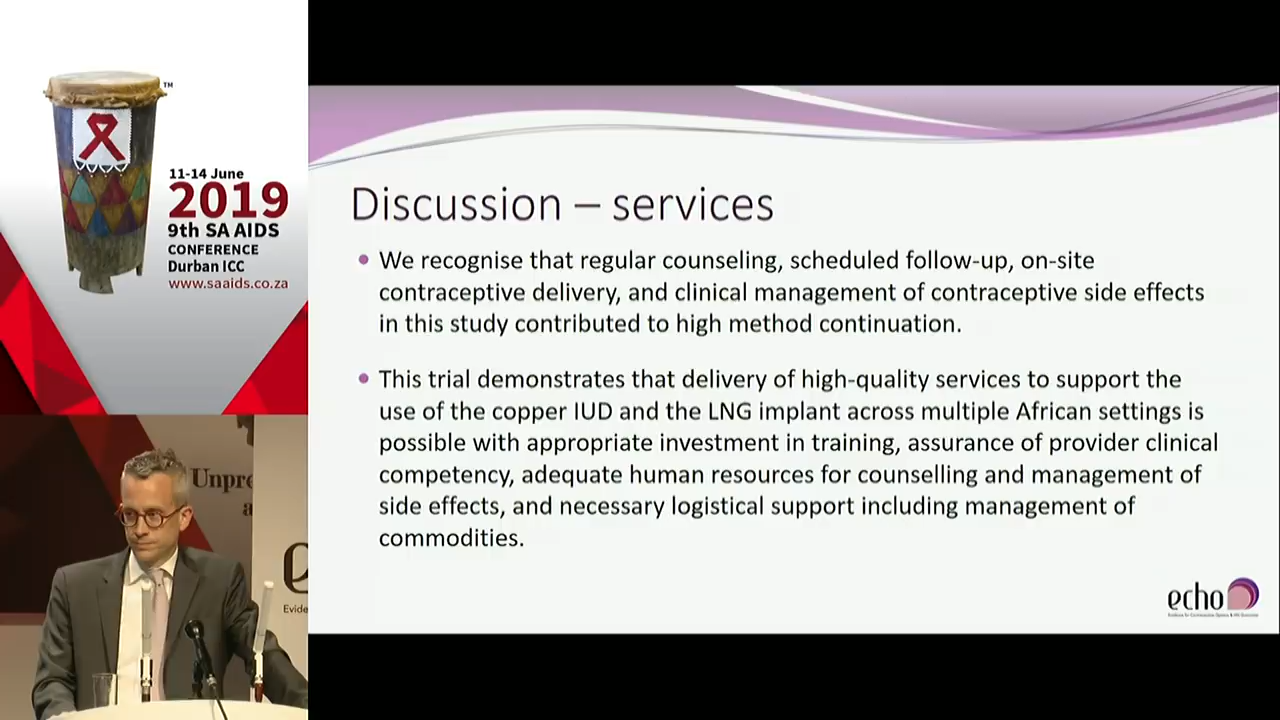 TM
11-14 June
2019
9th SA AIDS
CONFERENCE
Durban ICC
www.saaids.co.za
Discussion – services
We recognise that regular counseling, scheduled follow-up, on-site
contraceptive delivery, and clinical management of contraceptive side effects
in this study contributed to high method continuation.
This trial demonstrates that delivery of high-quality services to support the
use of the copper IUD and the LNG implant across multiple African settings is
possible with appropriate investment in training, assurance of provider clinical
competency, adequate human resources for counselling and management of
side effects, and necessary logistical support including management of
commodities.
echo
Unpre
a
e
Evide